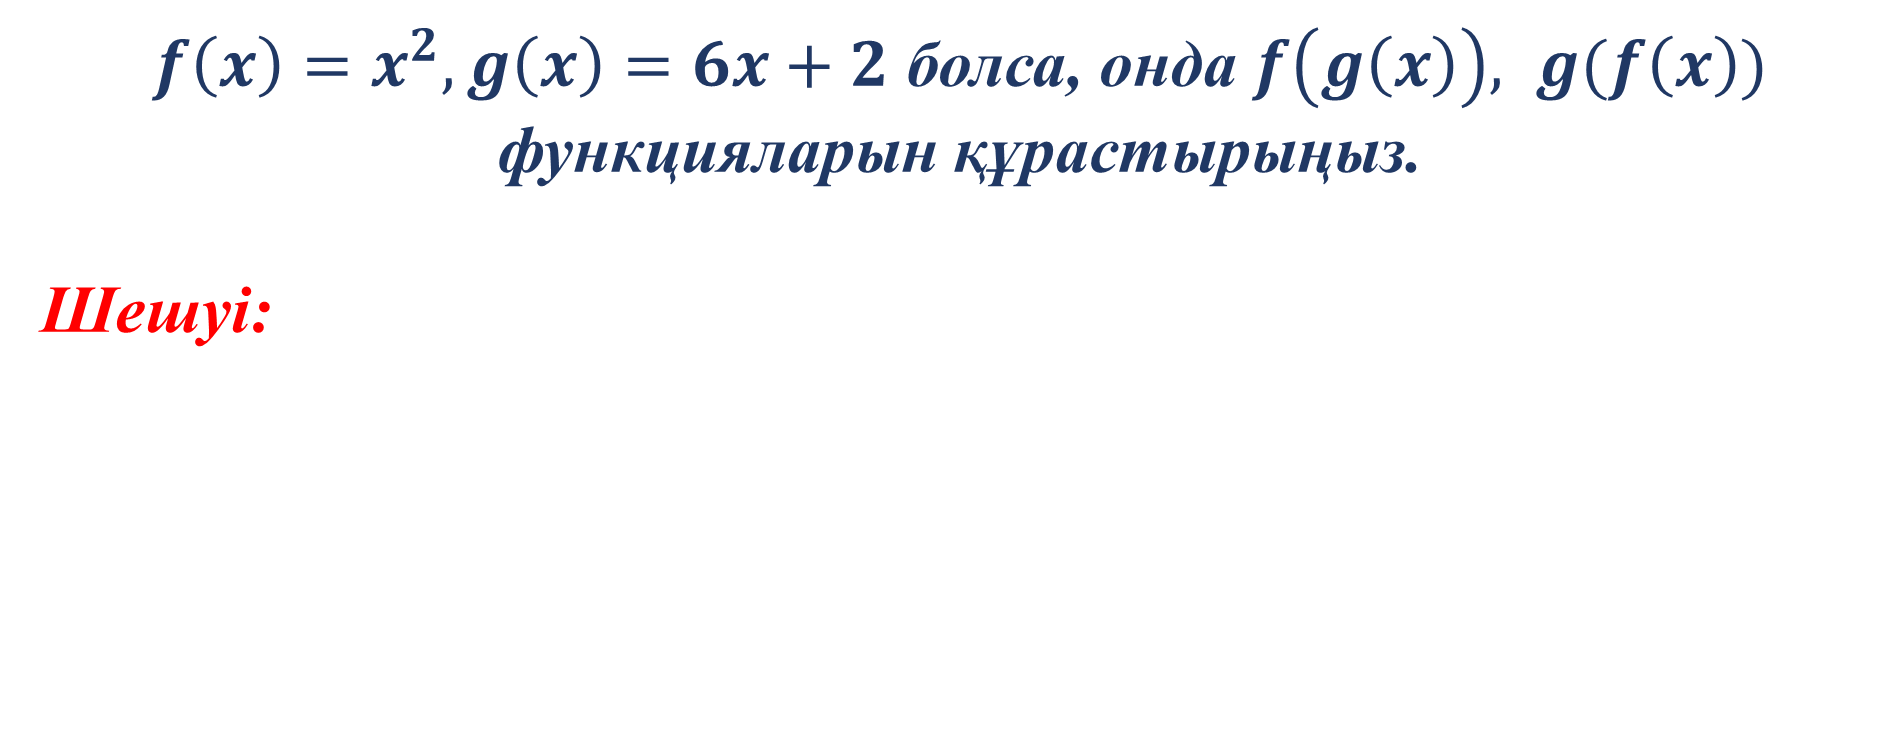 f(x) = x², g(x) = 6x + 2 болса, онда f(g(x)), g(f(x))
функцияларын құрастырыңыз.
Шешуі: